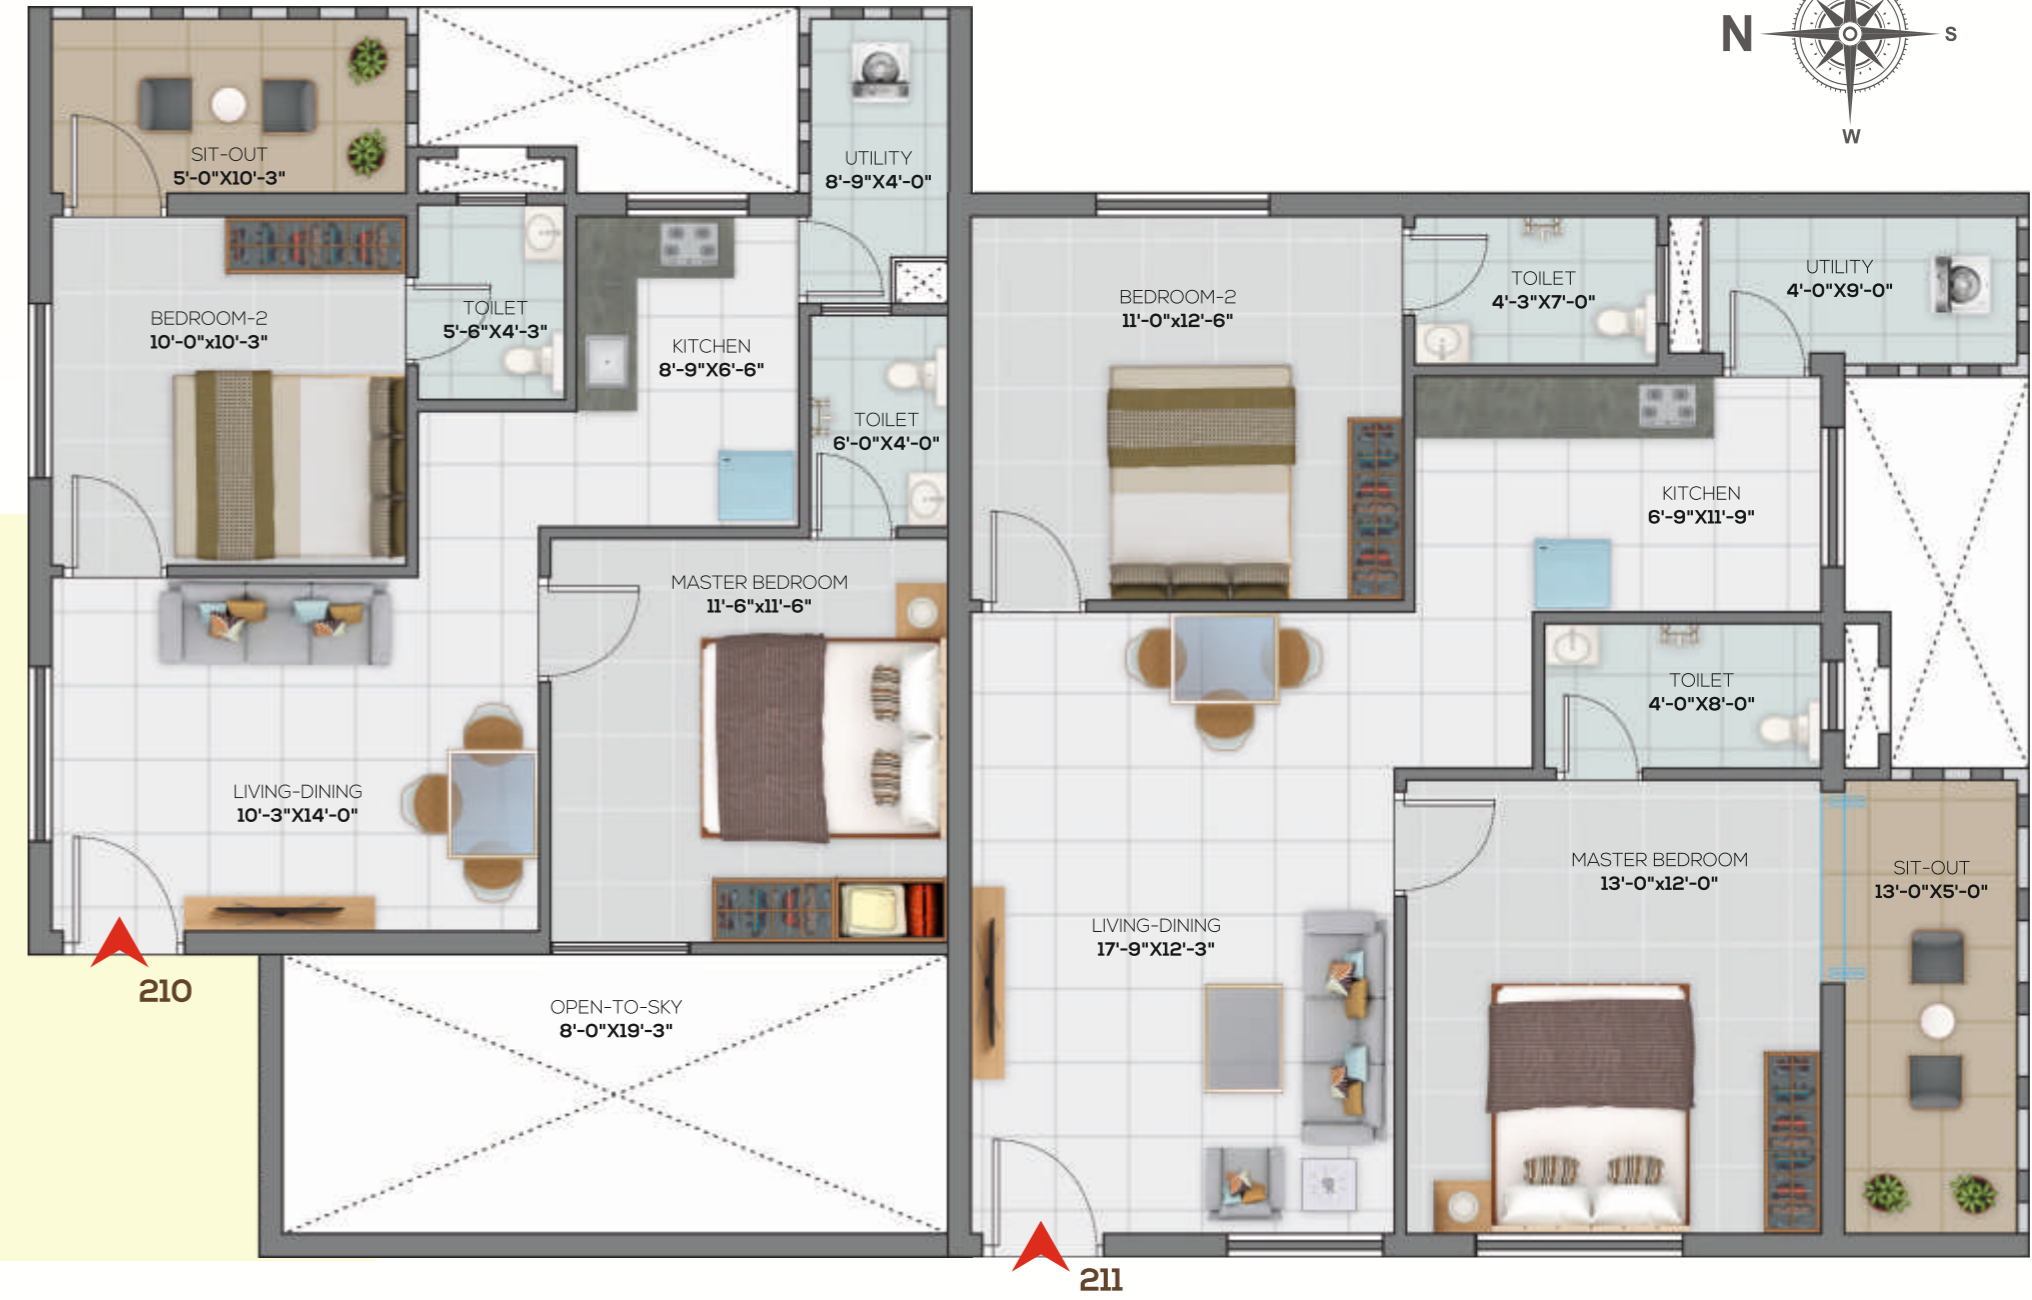 N
S
W
SIT-OUT
5'-0"X10'-3"
UTILITY
8'-9"X4'-0"
BEDROOM-2
10'-0"x10'-3"
TOILET
5'-6"X4'-3"
KITCHEN
8'-9"X6'-6"
TOILET
6'-0"X4'-0"
MASTER BEDROOM
11'-6"x11'-6"
LIVING-DINING
10'-3"X14'-0"
210
OPEN-TO-SKY
8'-0"X19'-3"
BEDROOM-2
11'-0"x12'-6"
TOILET
4'-3"X7'-0"
UTILITY
4'-0"X9'-0"
KITCHEN
6'-9"X11'-9"
TOILET
4'-0"X8'-0"
MASTER BEDROOM
13'-0"x12'-0"
SIT-OUT
13'-0"X5'-0"
LIVING-DINING
17'-9"X12'-3"
211